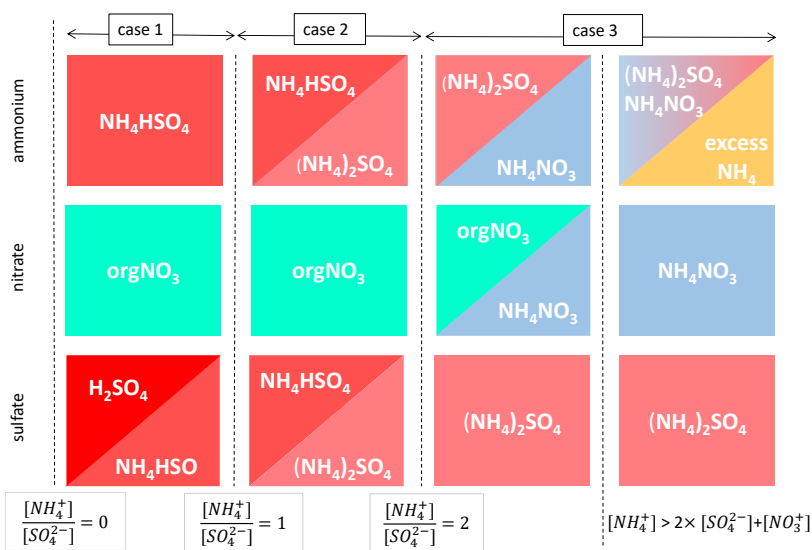 case 1
case 2
case 3
ammonium
NH₄HSO₄
NH₄HSO₄
(NH₄)₂SO₄
(NH₄)₂SO₄
NH₄NO₃
(NH₄)₂SO₄
NH₄NO₃
excess
NH₄
nitrate
orgNO₃
orgNO₃
orgNO₃
NH₄NO₃
NH₄NO₃
sulfate
H₂SO₄
NH₄HSO
NH₄HSO₄
(NH₄)₂SO₄
(NH₄)₂SO₄
(NH₄)₂SO₄
[NH₄⁺]/[SO₄²⁻] = 0
[NH₄⁺]/[SO₄²⁻] = 1
[NH₄⁺]/[SO₄²⁻] = 2
[NH₄⁺] > 2× [SO₄²⁻]+[NO₃⁺]